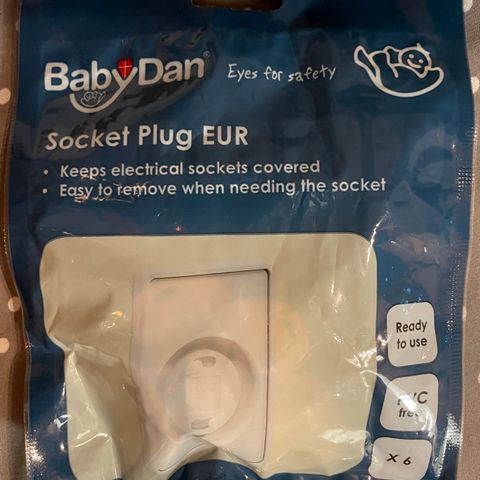 BabyDan®
Eyes for safety
Socket Plug EUR
• Keeps electrical sockets covered
• Easy to remove when needing the socket
Ready
to use
free
x 6